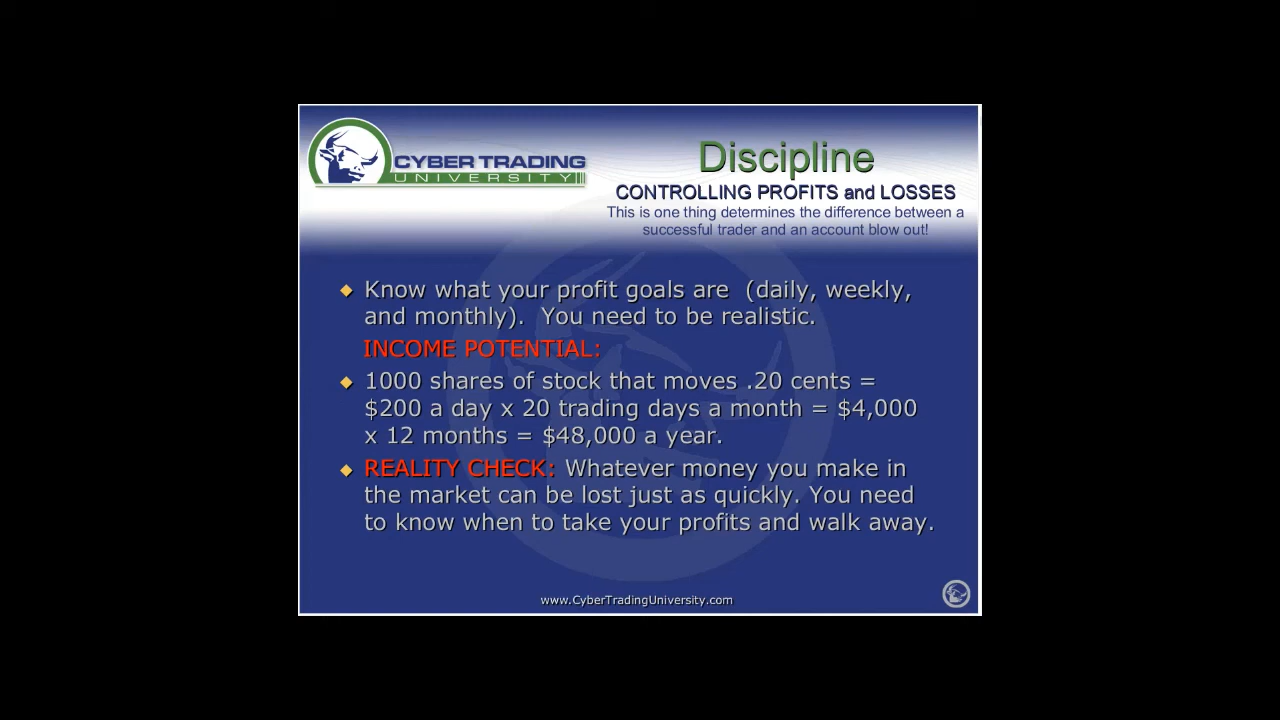 CYBER TRADING
UNIVERSITY
Discipline
CONTROLLING PROFITS and LOSSES
This is one thing determines the difference between a
successful trader and an account blow out!
Know what your profit goals are (daily, weekly,
and monthly). You need to be realistic.
INCOME POTENTIAL:
1000 shares of stock that moves .20 cents =
$200 a day x 20 trading days a month = $4,000
x 12 months = $48,000 a year.
REALITY CHECK: Whatever money you make in
the market can be lost just as quickly. You need
to know when to take your profits and walk away.
www.CyberTradingUniversity.com